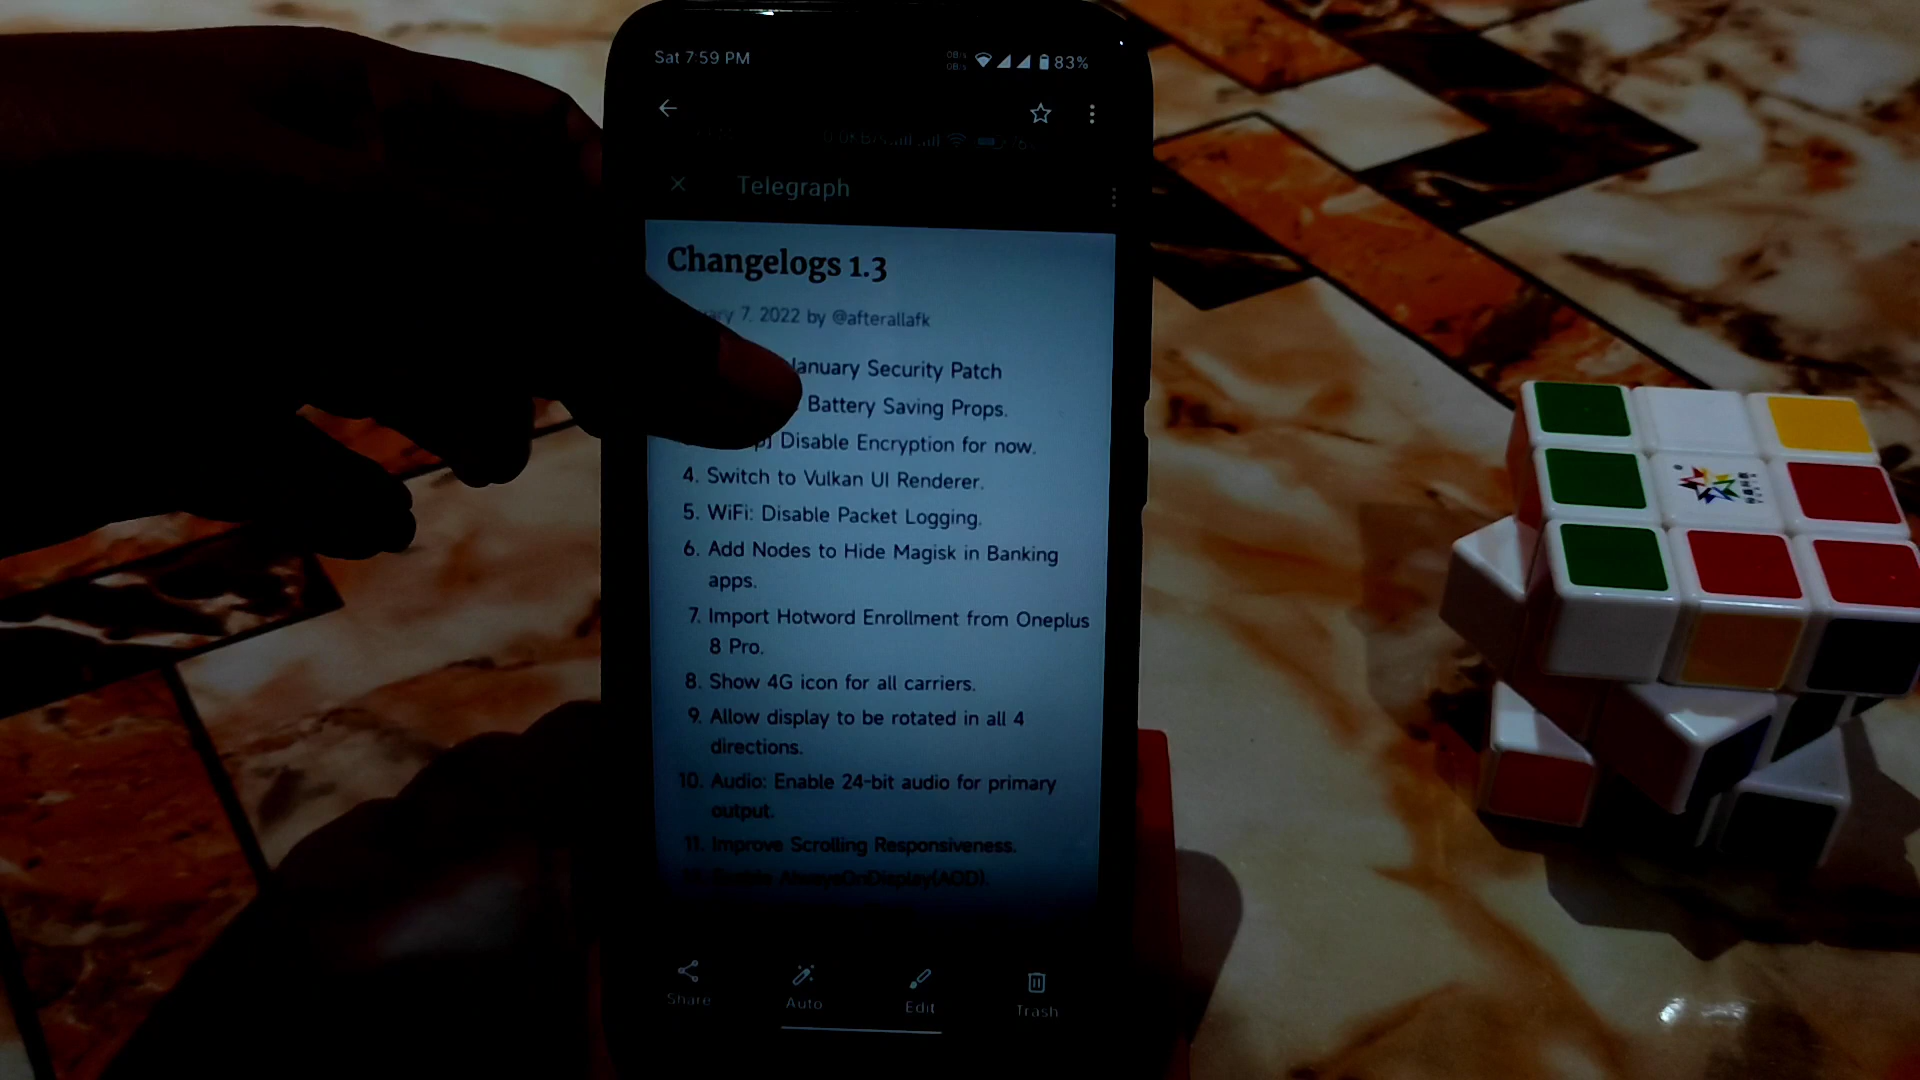 Sat 7:59 PM
83%
Telegraph
Changelogs 1.3
7, 2022 by @afterallafk
January Security Patch
Battery Saving Props.
Disable Encryption for now.
4. Switch to Vulkan UI Renderer.
5. WiFi: Disable Packet Logging.
6. Add Nodes to Hide Magisk in Banking
apps.
7. Import Hotword Enrollment from Oneplus
8 Pro.
8. Show 4G icon for all carriers.
9. Allow display to be rotated in all 4
directions.
10. Audio: Enable 24-bit audio for primary
output.
11. Improve Scrolling Responsiveness.
AlwaysOnDisplay(AOD).
Share
Auto
Edit
Trash